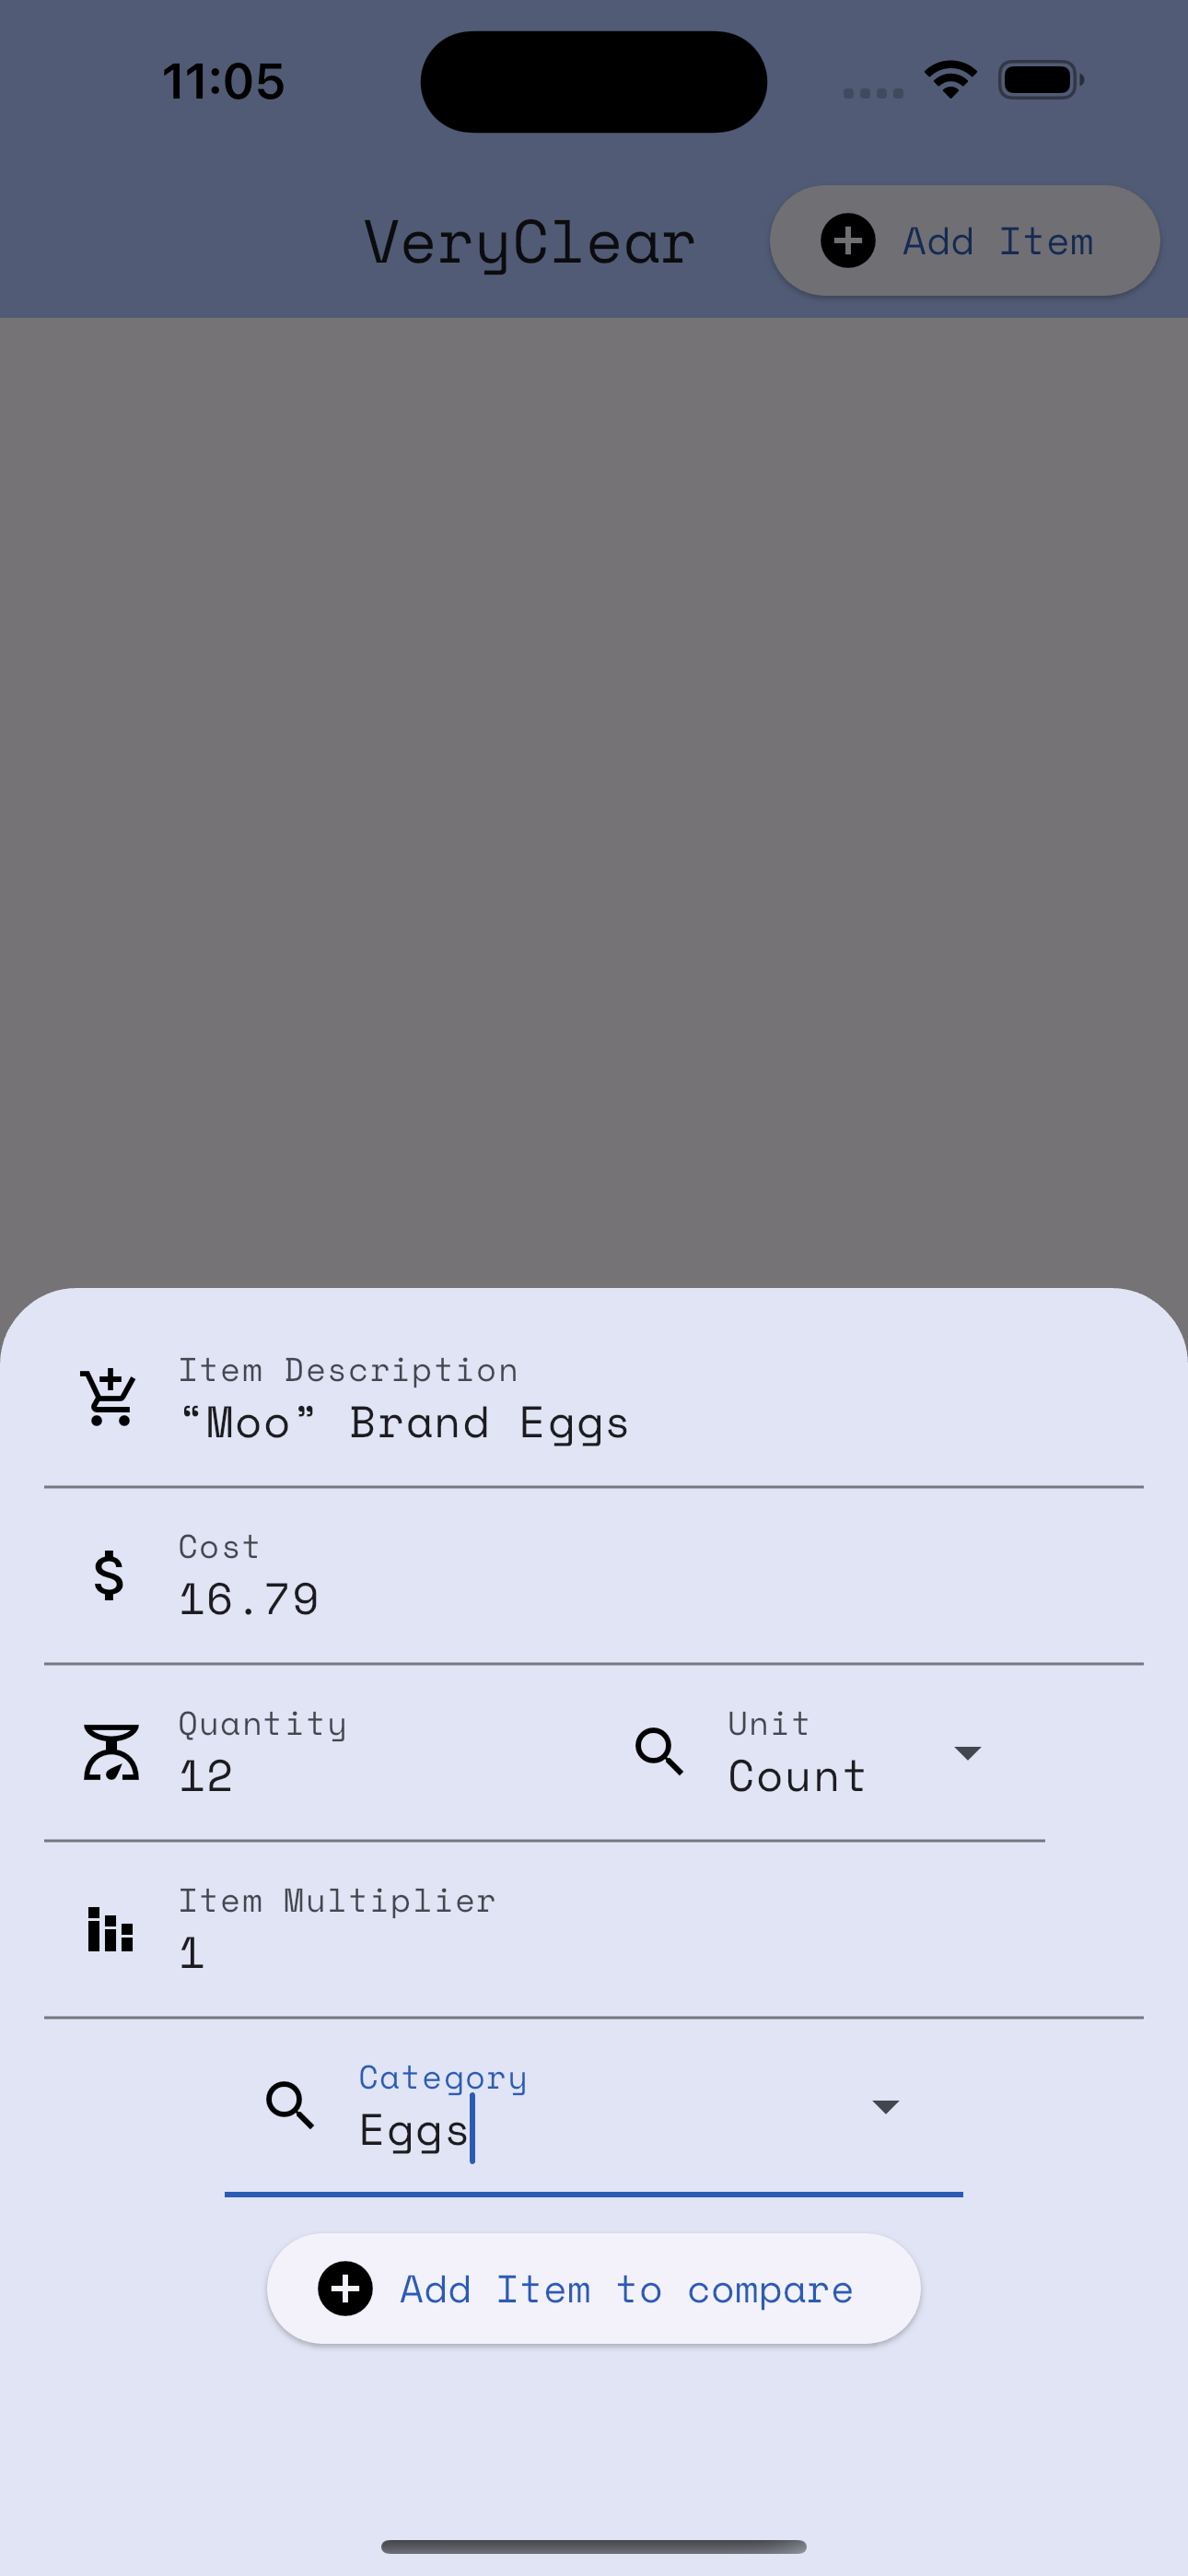 11:05
VeryClear
Add Item
Item Description
“Moo” Brand Eggs
Cost
$ 16.79
Quantity
12
Unit
Count
Item Multiplier
1
Category
Eggs
Add Item to compare